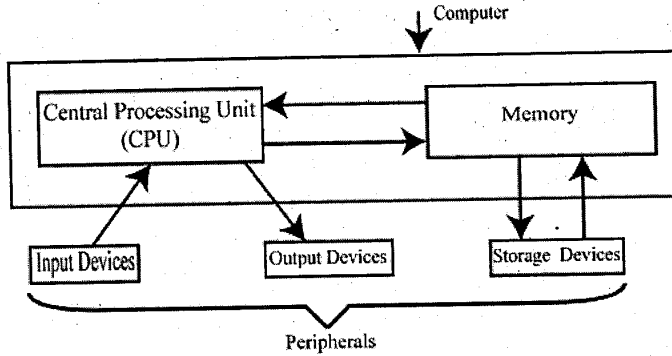 Computer
Central Processing Unit
(CPU)
Memory
Input Devices
Output Devices
Storage Devices
Peripherals